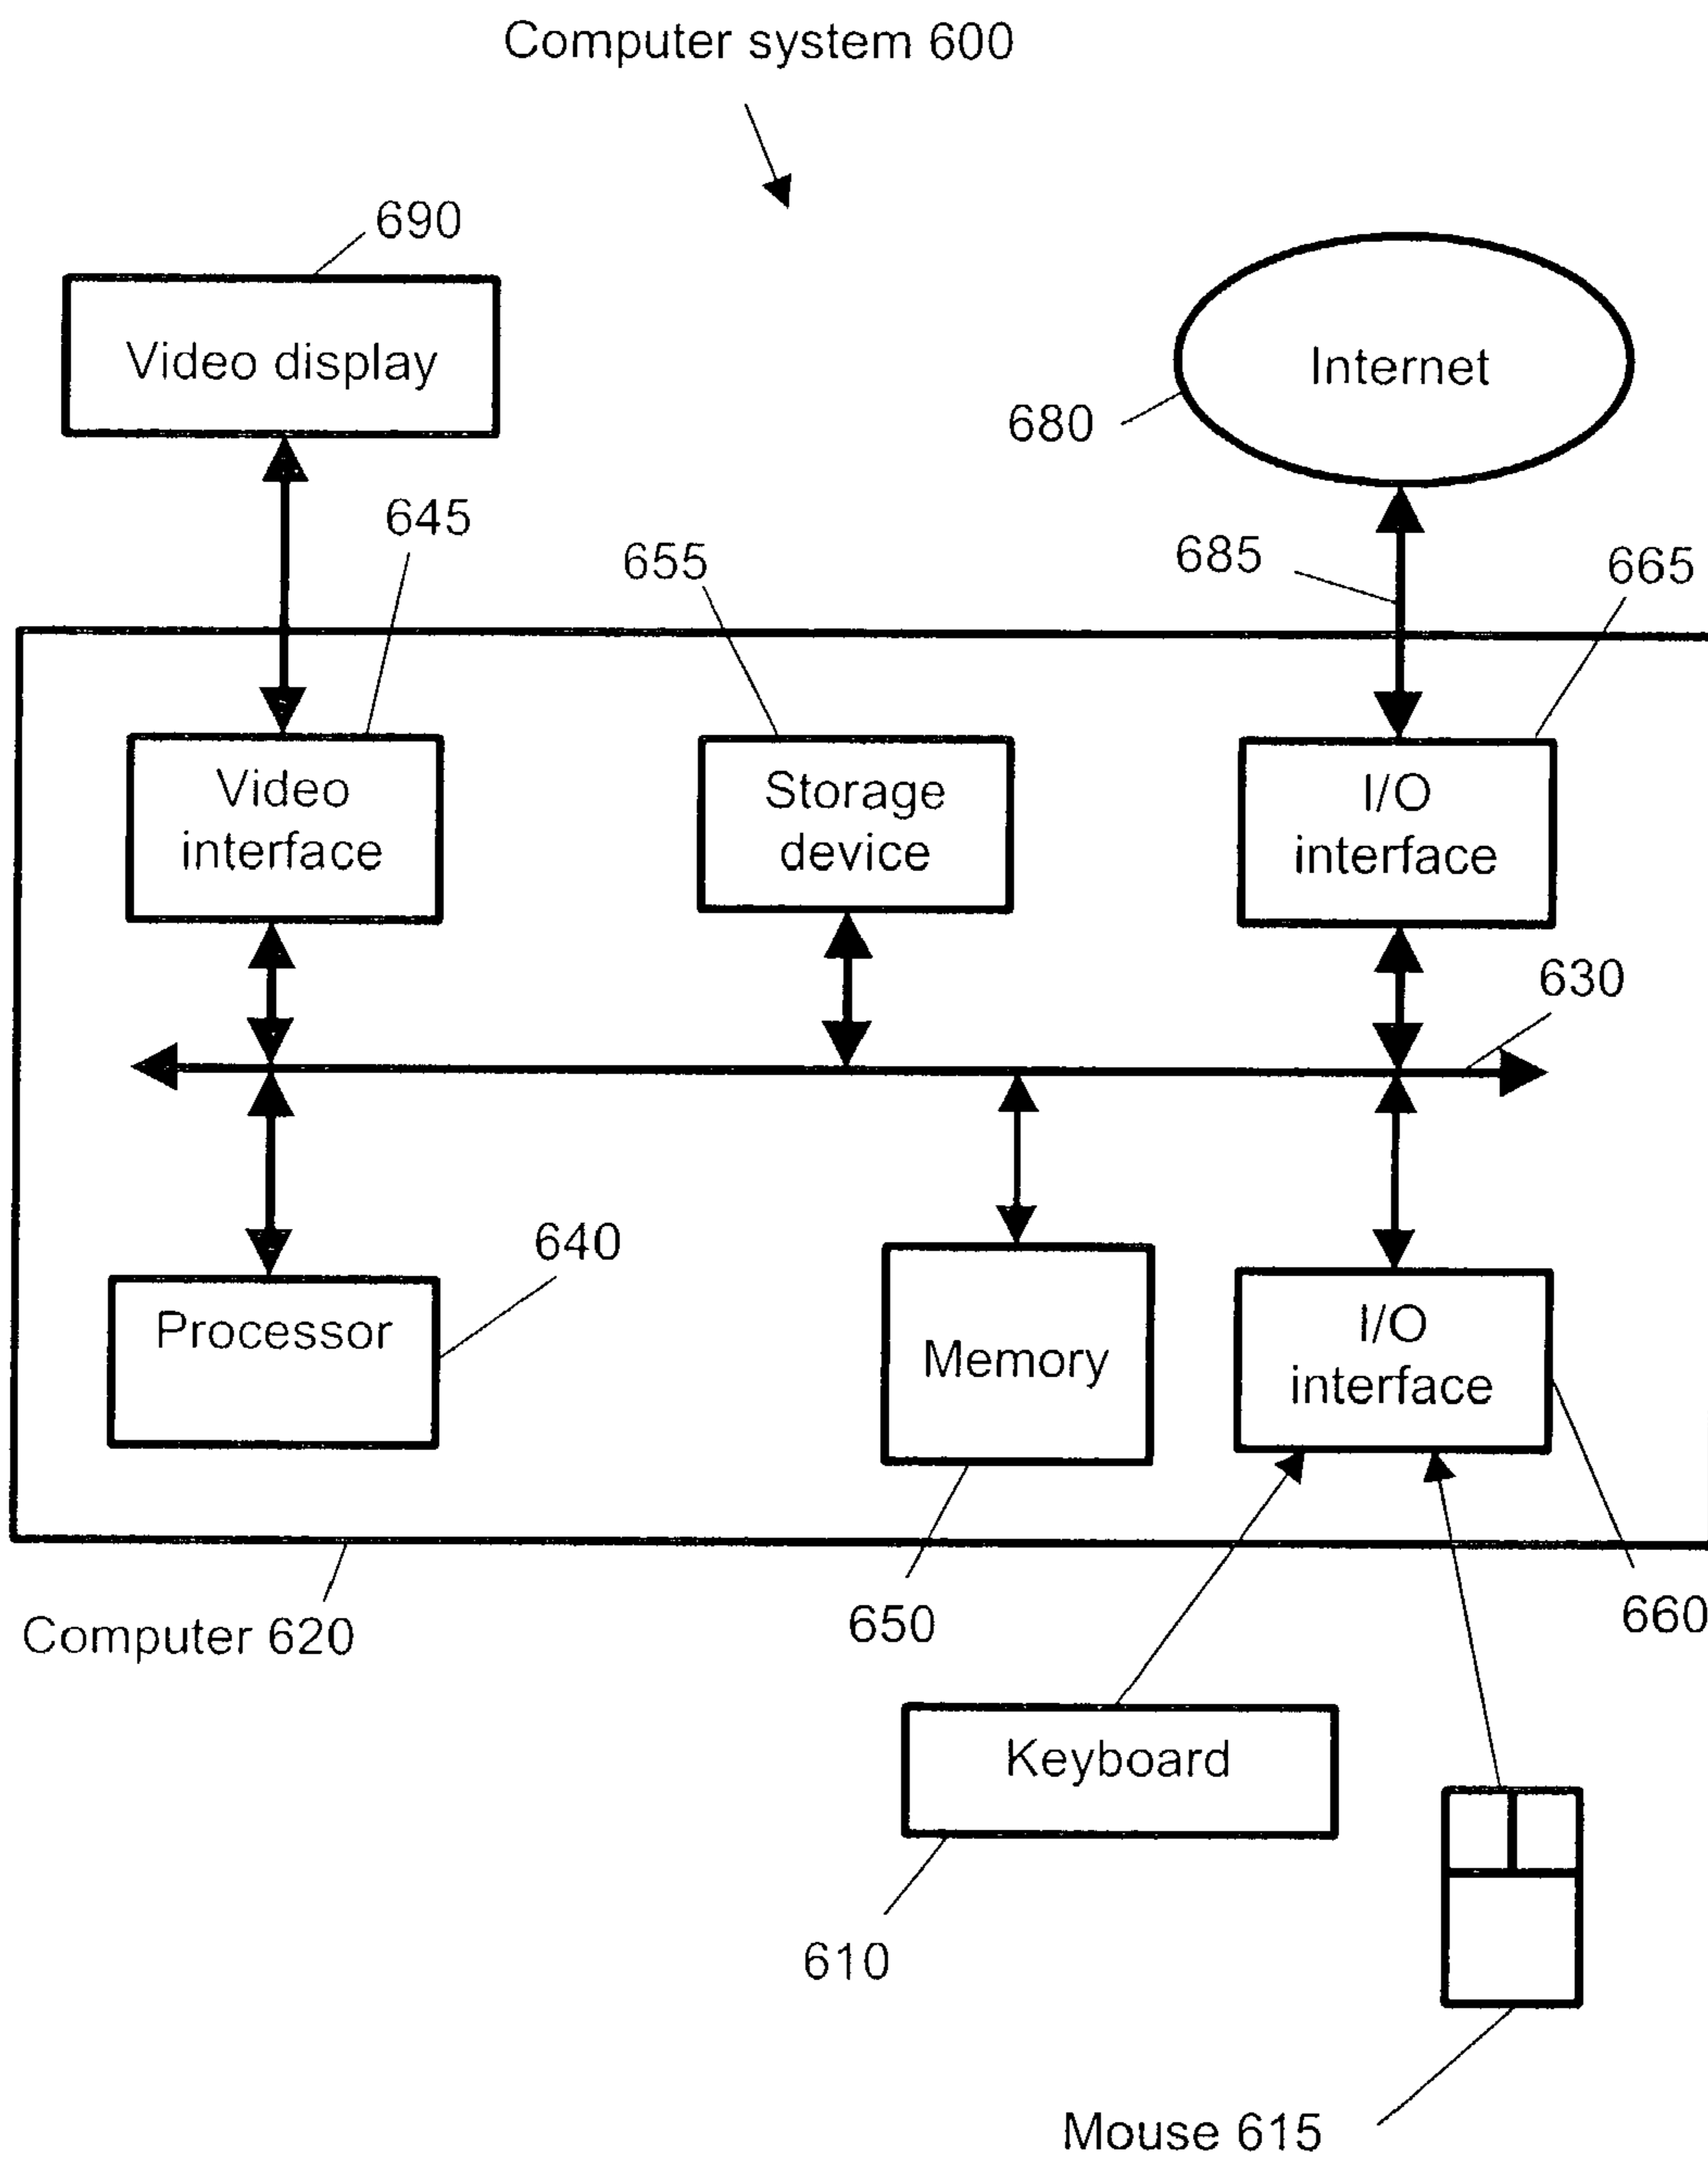 Computer system 600
690
Video display
Internet
680
645
655
685
665
Video
interface
Storage
device
I/O
interface
630
640
Processor
Memory
I/O
interface
650
660
Computer 620
Keyboard
610
Mouse 615